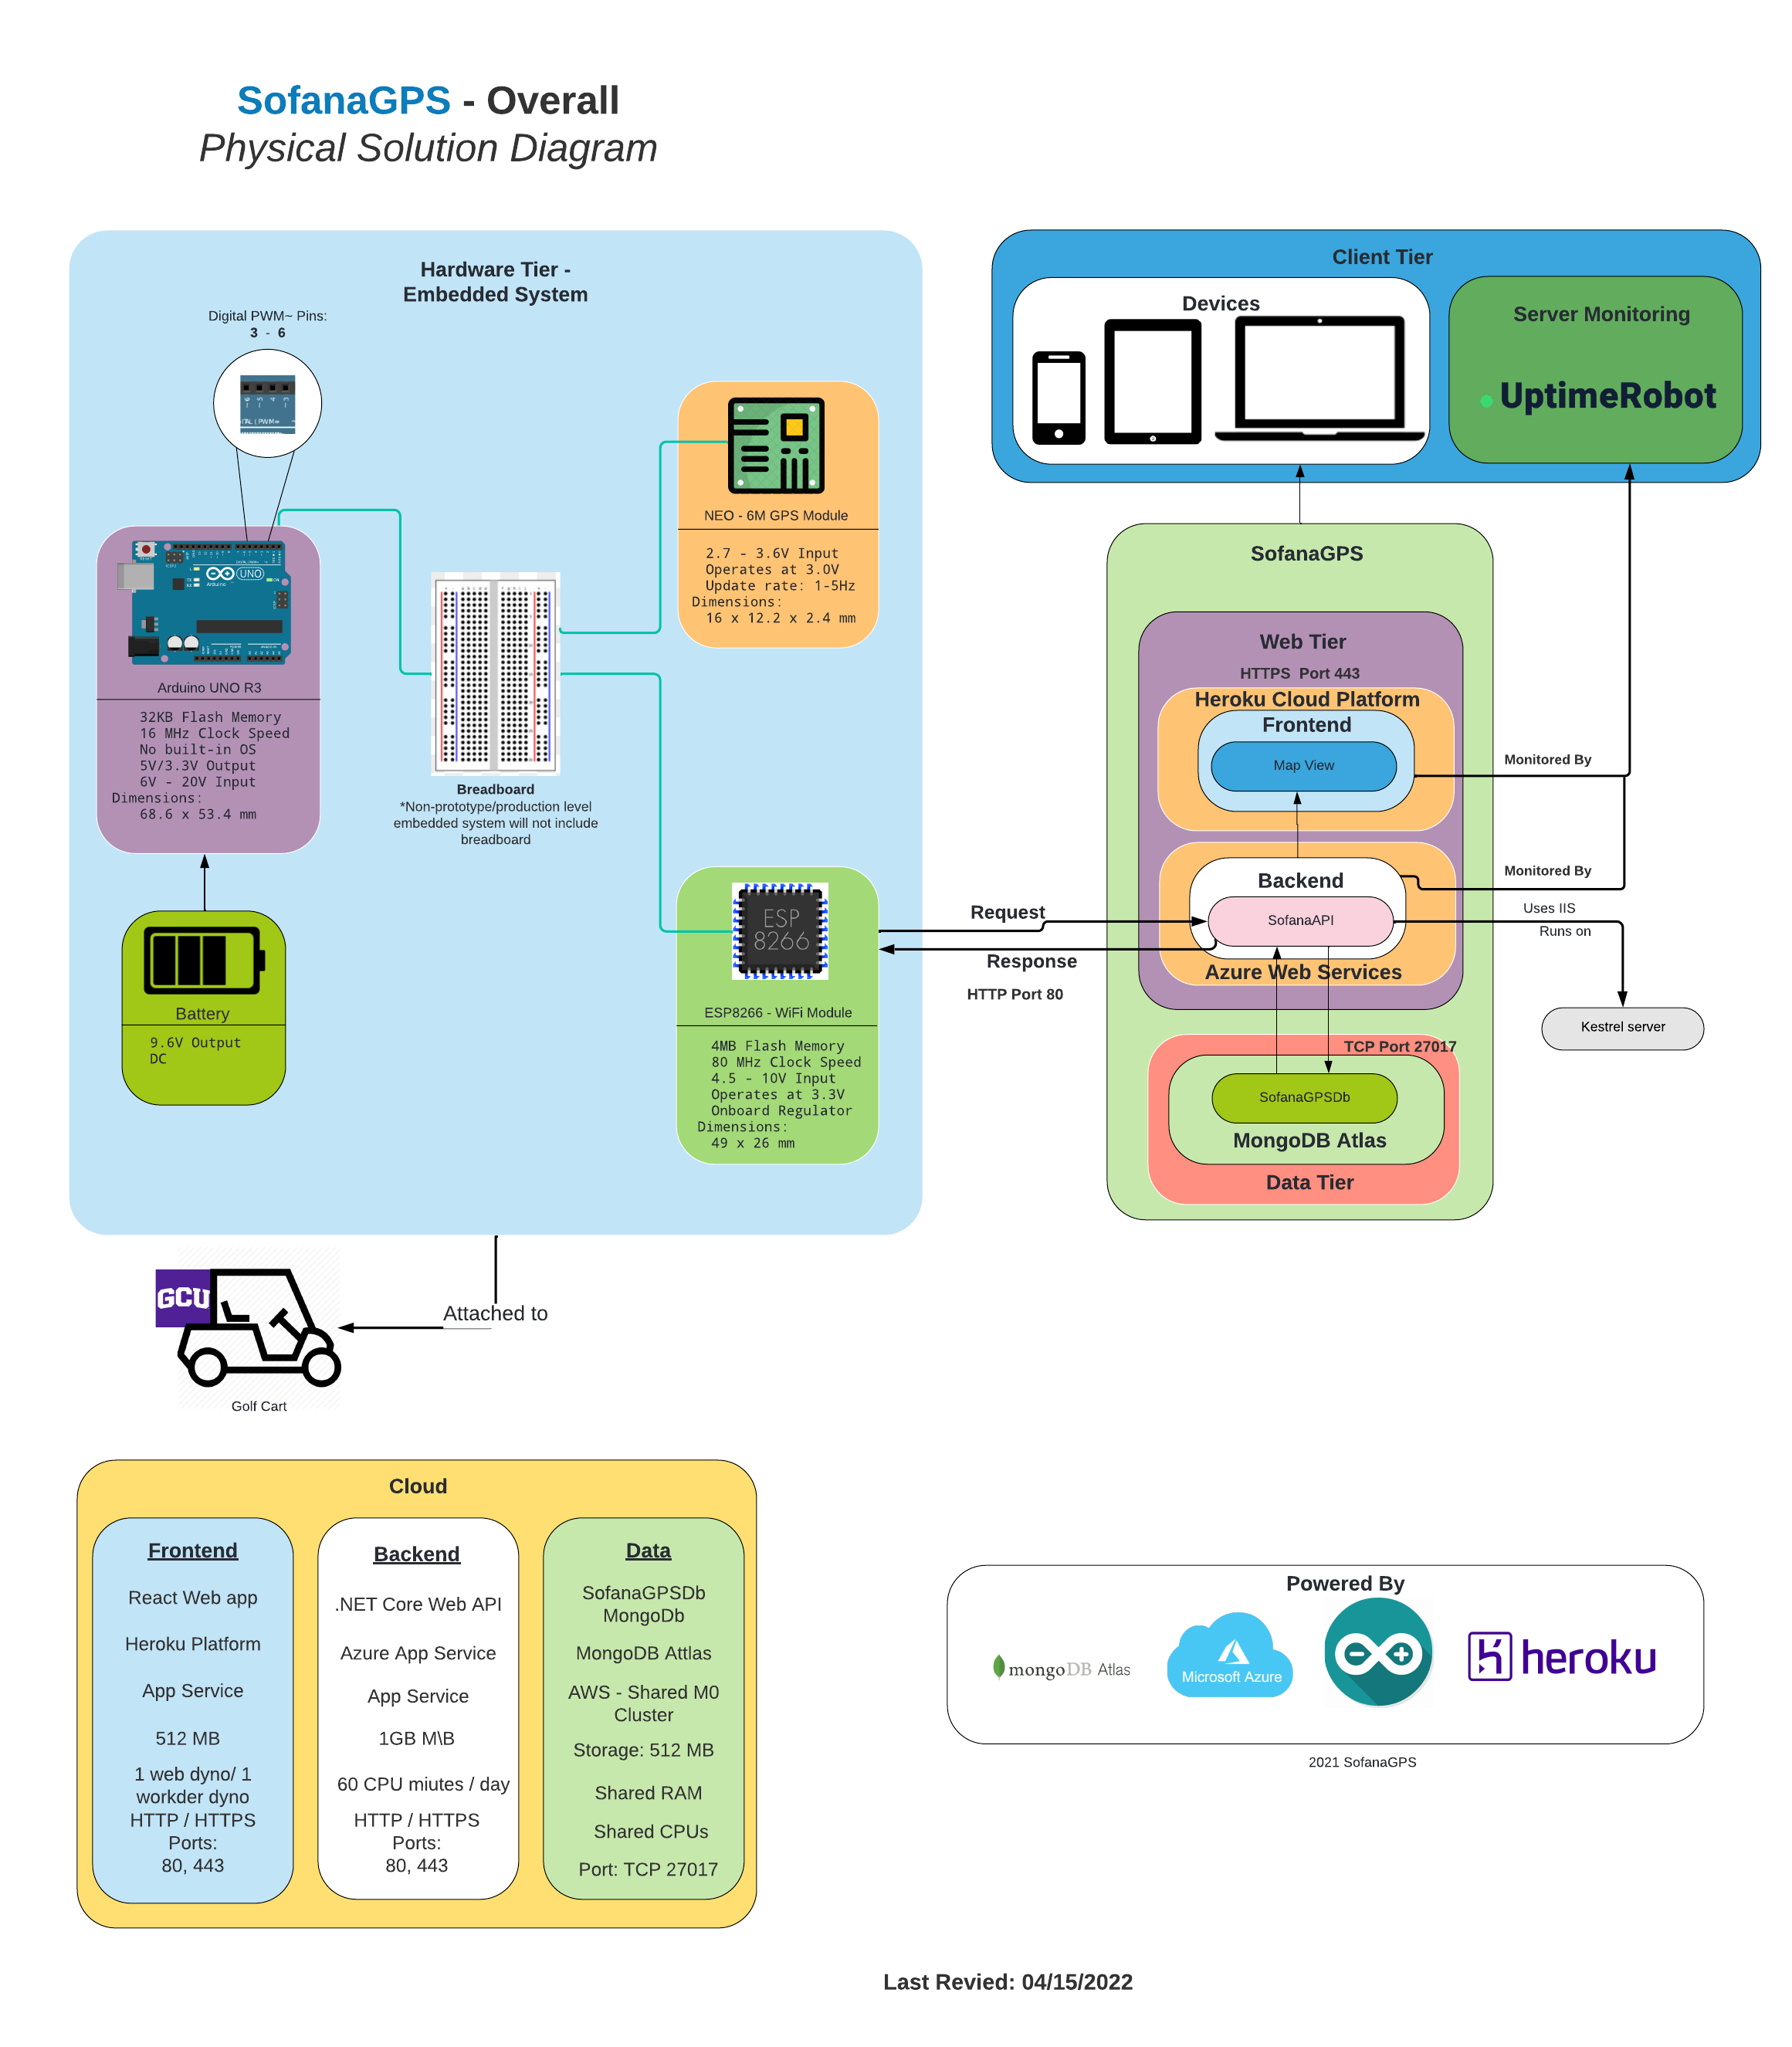 SofanaGPS - Overall
Physical Solution Diagram
Hardware Tier -
Embedded System
Digital PWM~ Pins:
3 - 6
~6
~5
4
~3
ITAL (PWM=
UNO
Arduino
Arduino UNO R3
32KB Flash Memory
16 MHz Clock Speed
No built-in OS
5V/3.3V Output
6V - 20V Input
Dimensions:
68.6 x 53.4 mm
Battery
9.6V Output
DC
Breadboard
*Non-prototype/production level
embedded system will not include
breadboard
NEO - 6M GPS Module
2.7 - 3.6V Input
Operates at 3.0V
Update rate: 1-5Hz
Dimensions:
16 x 12.2 x 2.4 mm
ESP
8266
ESP8266 - WiFi Module
4MB Flash Memory
80 MHz Clock Speed
4.5 - 10V Input
Operates at 3.3V
Onboard Regulator
Dimensions:
49 x 26 mm
Request
Response
HTTP Port 80
Client Tier
Devices
Server Monitoring
UptimeRobot
SofanaGPS
Web Tier
HTTPS Port 443
Heroku Cloud Platform
Frontend
Map View
Monitored By
Backend
SofanaAPI
Azure Web Services
Monitored By
Uses IIS
Runs on
Kestrel server
TCP Port 27017
SofanaGPSDb
MongoDB Atlas
Data Tier
Attached to
GCU
Golf Cart
Cloud
Frontend
React Web app
Heroku Platform
App Service
512 MB
1 web dyno/ 1
workder dyno
HTTP / HTTPS
Ports:
80, 443
Backend
.NET Core Web API
Azure App Service
App Service
1GB M\B
60 CPU miutes / day
HTTP / HTTPS
Ports:
80, 443
Data
SofanaGPSDb
MongoDb
MongoDB Attlas
AWS - Shared M0
Cluster
Storage: 512 MB
Shared RAM
Shared CPUs
Port: TCP 27017
Powered By
mongoDB Atlas
Microsoft Azure
heroku
2021 SofanaGPS
Last Revied: 04/15/2022